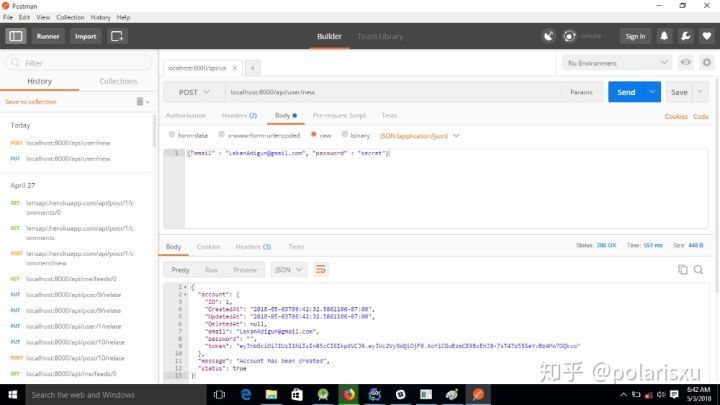 Postman
File Edit View Collection History Help
Runner Import Builder Team Library OFFLINE Sign In
Filter
History Collections
Save to collection
Today
POST localhost:8000/api/user/new
PUT localhost:8000/api/user/new
April 27
GET lensapi.herokuapp.com/api/post/1/comments/0
GET lensapi.herokuapp.com/api/post/1/comments
POST lensapi.herokuapp.com/api/post/1/comment/new
GET localhost:8000/api/me/feeds/0
PUT localhost:8000/api/post/9/relate
PUT localhost:8000/api/post/9/relate
PUT localhost:8000/api/user/1/relate
PUT localhost:8000/api/post/10/relate
POST localhost:8000/api/post/10/relate
GET localhost:8000/api/me/feeds/0
localhost:8000/api/us
No Environment
POST localhost:8000/api/user/new Params Send Save
Authorization Headers (2) Body Pre-request Script Tests Cookies Code
form-data x-www-form-urlencoded raw binary JSON (application/json)
1 {"email" : "LekanAdigun@gmail.com", "password" : "secret"}
Body Cookies Headers (3) Tests Status: 200 OK Time: 551 ms Size: 448 B
Pretty Raw Preview JSON
1 {
2 "account": {
3 "ID": 1,
4 "CreatedAt": "2018-05-03T06:42:32.5861106-07:00",
5 "UpdatedAt": "2018-05-03T06:42:32.5861106-07:00",
6 "DeletedAt": null,
7 "email": "LekanAdigun@gmail.com",
8 "password": "",
9 "token":
10 },
11 "message": "Account has been created",
12 "status": true
13 }
知乎 @polarisxu
Search the web and Windows
6:42 AM
5/3/2018